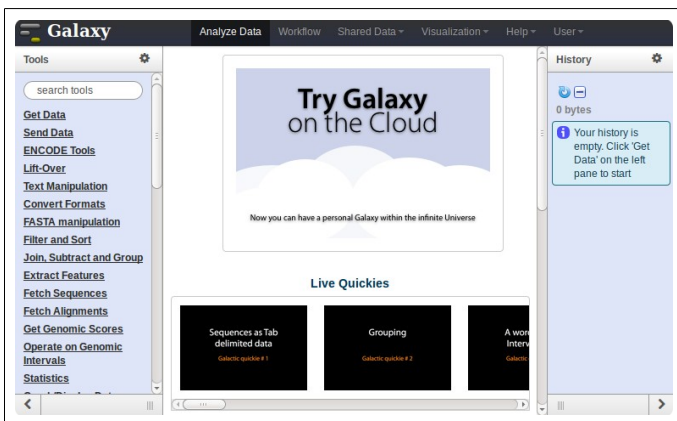 Galaxy
Analyze Data Workflow Shared Data Visualization Help User
Tools
search tools
Get Data
Send Data
ENCODE Tools
Lift-Over
Text Manipulation
Convert Formats
FASTA manipulation
Filter and Sort
Join, Subtract and Group
Extract Features
Fetch Sequences
Fetch Alignments
Get Genomic Scores
Operate on Genomic
Intervals
Statistics
Try Galaxy
on the Cloud
Now you can have a personal Galaxy within the infinite Universe
Live Quickies
Sequences as Tab
delimited data
Galactic quickie # 1
Grouping
Galactic quickie # 2
A wor
Interv
Galactic
History
0 bytes
Your history is
empty. Click 'Get
Data' on the left
pane to start